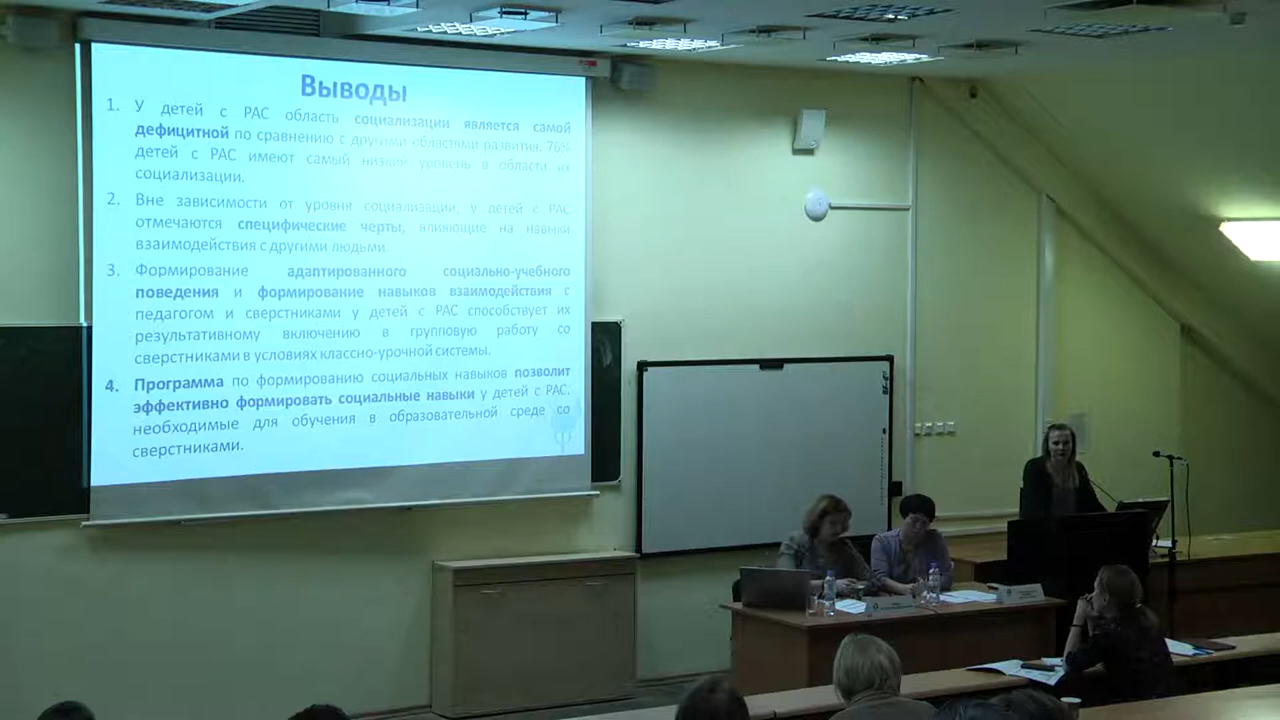 Выводы
1. У детей с РАС область социализации является самой
дефицитной по сравнению с другими областями развития. 76%
детей с РАС имеют самый низкий уровень в области их
социализации.
2. Вне зависимости от уровня социализации, у детей с РАС
отмечаются специфические черты, влияющие на навыки
взаимодействия с другими людьми.
3. Формирование адаптированного социально-учебного
поведения и формирование навыков взаимодействия с
педагогом и сверстниками у детей с РАС способствует их
результативному включению в групповую работу со
сверстниками в условиях классно-урочной системы.
4. Программа по формированию социальных навыков позволит
эффективно формировать социальные навыки у детей с РАС,
необходимые для обучения в образовательной среде со
сверстниками.